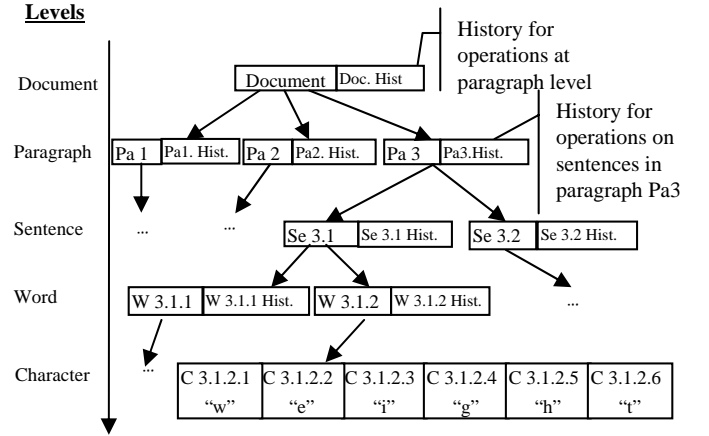 Levels
History for
operations at
paragraph level
Document
Document Doc. Hist
History for
operations on
sentences in
paragraph Pa3
Paragraph
Pa 1 Pa1. Hist. Pa 2 Pa2. Hist. Pa 3 Pa3.Hist.
... ...
Sentence
Se 3.1 Se 3.1 Hist. Se 3.2 Se 3.2 Hist.
Word
W 3.1.1 W 3.1.1 Hist. W 3.1.2 W 3.1.2 Hist. ...
...
Character
C 3.1.2.1 C 3.1.2.2 C 3.1.2.3 C 3.1.2.4 C 3.1.2.5 C 3.1.2.6
“w” “e” “i” “g” “h” “t”